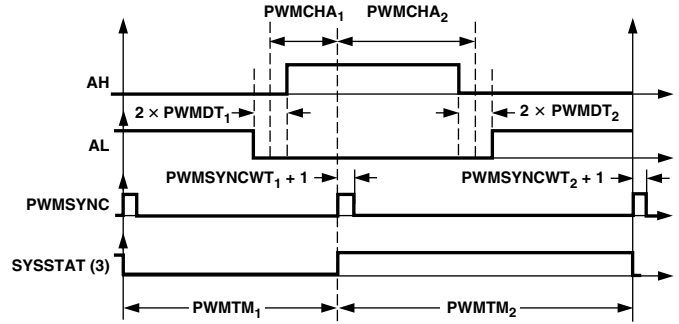 PWMCHA₁ PWMCHA₂
AH
2 × PWMDT₁ 2 × PWMDT₂
AL
PWMSYNCWT₁ + 1 PWMSYNCWT₂ + 1
PWMSYNC
SYSSTAT (3)
PWMTM₁ PWMTM₂